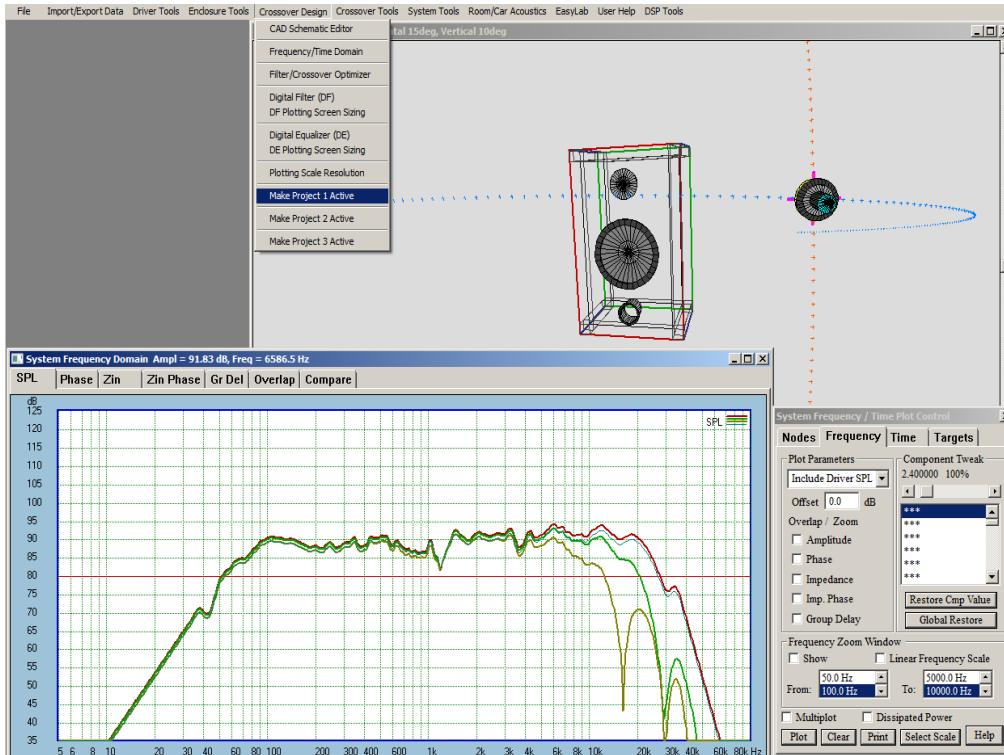 File Import/Export Data Driver Tools Enclosure Tools Crossover Design Crossover Tools System Tools Room/Car Acoustics EasyLab User Help DSP Tools
CAD Schematic Editor
Frequency/Time Domain
Filter/Crossover Optimizer
Digital Filter (DF)
DF Plotting Screen Sizing
Digital Equalizer (DE)
DE Plotting Screen Sizing
Plotting Scale Resolution
Make Project 1 Active
Make Project 2 Active
Make Project 3 Active
tal 15deg, Vertical 10deg
System Frequency Domain Ampl = 91.83 dB, Freq = 6586.5 Hz
SPL Phase Zin Zin Phase Gr Del Overlap Compare
dB
125
120
115
110
105
100
95
90
85
80
75
70
65
60
55
50
45
40
35
SPL
5 6 8 10 20 30 40 60 80 100 200 300 400 600 1k 2k 3k 4k 6k 8k 10k 20k 30k 40k 60k 80k Hz
System Frequency / Time Plot Control
Nodes Frequency Time Targets
Plot Parameters
Include Driver SPL
Offset 0.0 dB
Overlap / Zoom
Amplitude
Phase
Impedance
Imp. Phase
Group Delay
Component Tweak
2.400000 100%
***
***
***
***
***
***
Restore Cmp Value
Global Restore
Frequency Zoom Window
Show Linear Frequency Scale
From: 50.0 Hz 100.0 Hz To: 5000.0 Hz 10000.0 Hz
Multiplot Dissipated Power
Plot Clear Print Select Scale Help